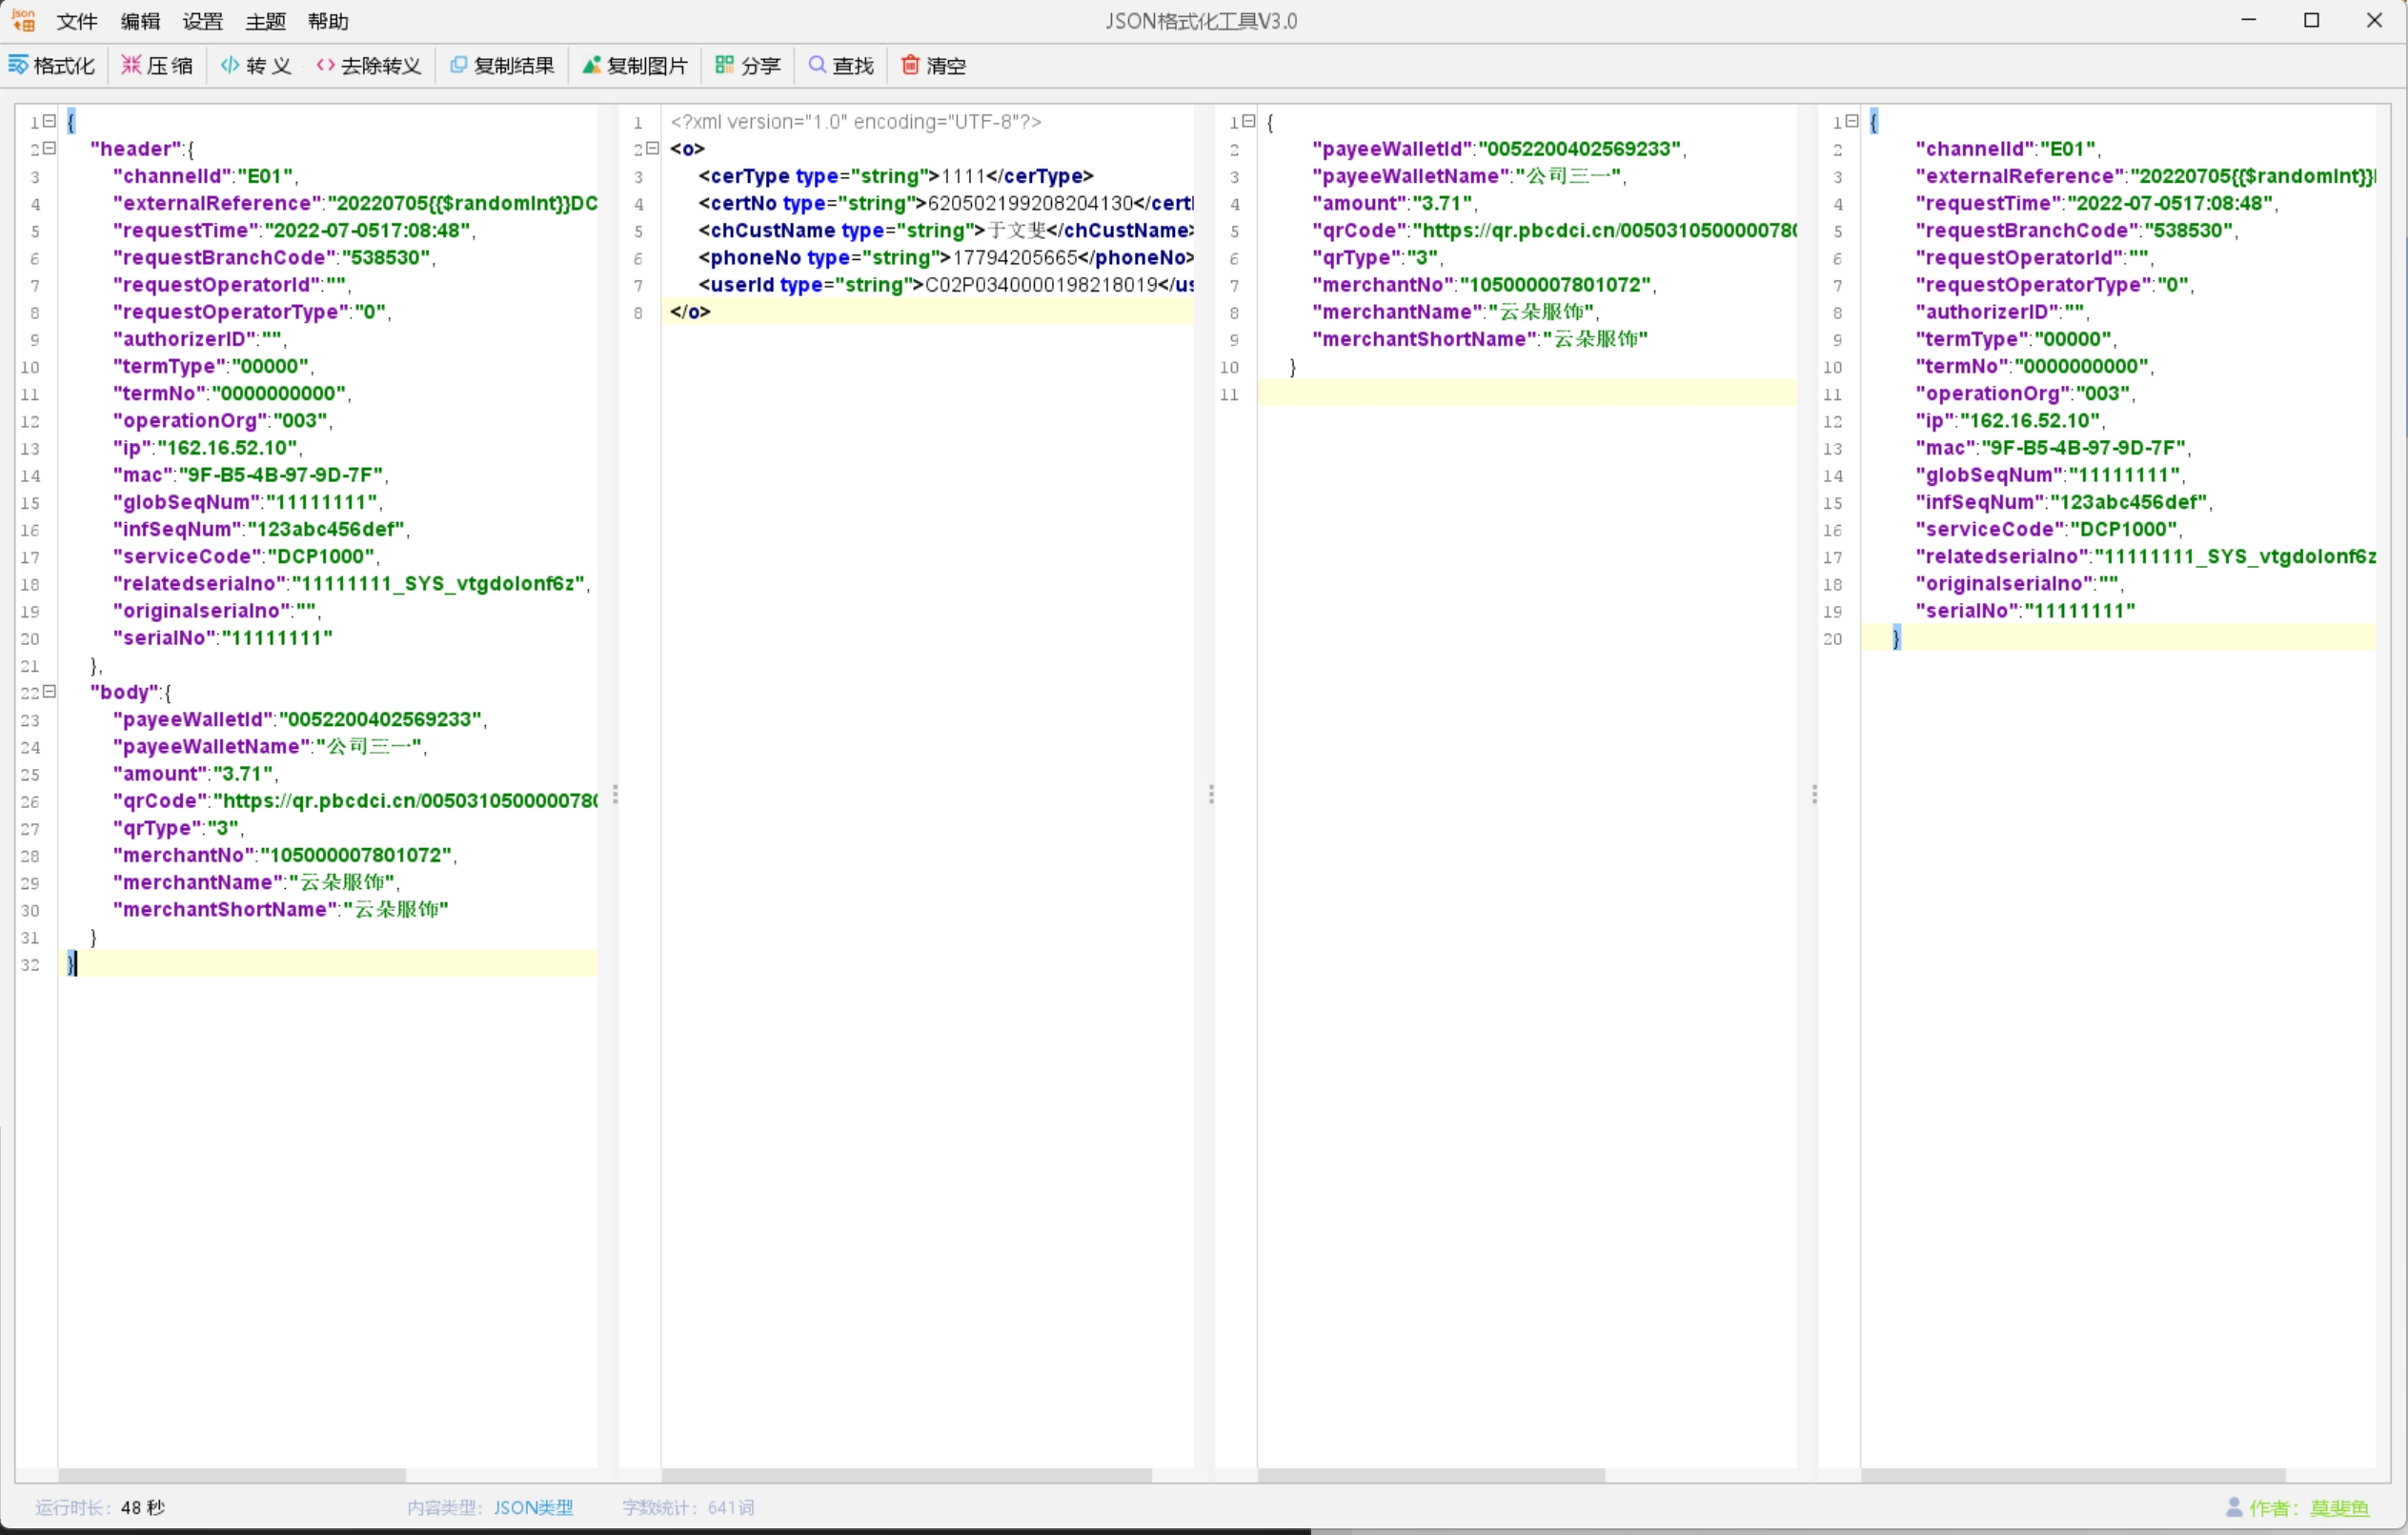 json
文件 编辑 设置 主题 帮助
JSON格式化工具V3.0
格式化 压缩 转义 去除转义 复制结果 复制图片 分享 查找 清空
1 {
2 "header":{
3 "channelId":"E01",
4 "externalReference":"20220705{{$randomInt}}DC
5 "requestTime":"2022-07-0517:08:48",
6 "requestBranchCode":"538530",
7 "requestOperatorId":"",
8 "requestOperatorType":"0",
9 "authorizerID":"",
10 "termType":"00000",
11 "termNo":"0000000000",
12 "operationOrg":"003",
13 "ip":"162.16.52.10",
14 "mac":"9F-B5-4B-97-9D-7F",
15 "globSeqNum":"11111111",
16 "infSeqNum":"123abc456def",
17 "serviceCode":"DCP1000",
18 "relatedserialno":"11111111_SYS_vtgdolonf6z",
19 "originalserialno":"",
20 "serialNo":"11111111"
21 },
22 "body":{
23 "payeeWalletId":"0052200402569233",
24 "payeeWalletName":"公司三一",
25 "amount":"3.71",
26 "qrCode":"https://qr.pbcdci.cn/0050310500000780
27 "qrType":"3",
28 "merchantNo":"105000007801072",
29 "merchantName":"云朵服饰",
30 "merchantShortName":"云朵服饰"
31 }
32 }
1 <?xml version="1.0" encoding="UTF-8"?>
2 <o>
3 <cerType type="string">1111</cerType>
4 <certNo type="string">620502199208204130</cert
5 <chCustName type="string">于文斐</chCustName>
6 <phoneNo type="string">17794205665</phoneNo>
7 <userId type="string">C02P0340000198218019</us
8 </o>
1 {
2 "payeeWalletId":"0052200402569233",
3 "payeeWalletName":"公司三一",
4 "amount":"3.71",
5 "qrCode":"https://qr.pbcdci.cn/0050310500000780
6 "qrType":"3",
7 "merchantNo":"105000007801072",
8 "merchantName":"云朵服饰",
9 "merchantShortName":"云朵服饰"
10 }
11
1 {
2 "channelId":"E01",
3 "externalReference":"20220705{{$randomInt}}
4 "requestTime":"2022-07-0517:08:48",
5 "requestBranchCode":"538530",
6 "requestOperatorId":"",
7 "requestOperatorType":"0",
8 "authorizerID":"",
9 "termType":"00000",
10 "termNo":"0000000000",
11 "operationOrg":"003",
12 "ip":"162.16.52.10",
13 "mac":"9F-B5-4B-97-9D-7F",
14 "globSeqNum":"11111111",
15 "infSeqNum":"123abc456def",
16 "serviceCode":"DCP1000",
17 "relatedserialno":"11111111_SYS_vtgdolonf6z
18 "originalserialno":"",
19 "serialNo":"11111111"
20 }
运行时长: 48 秒 内容类型: JSON类型 字数统计: 641词 作者: 莫斐鱼